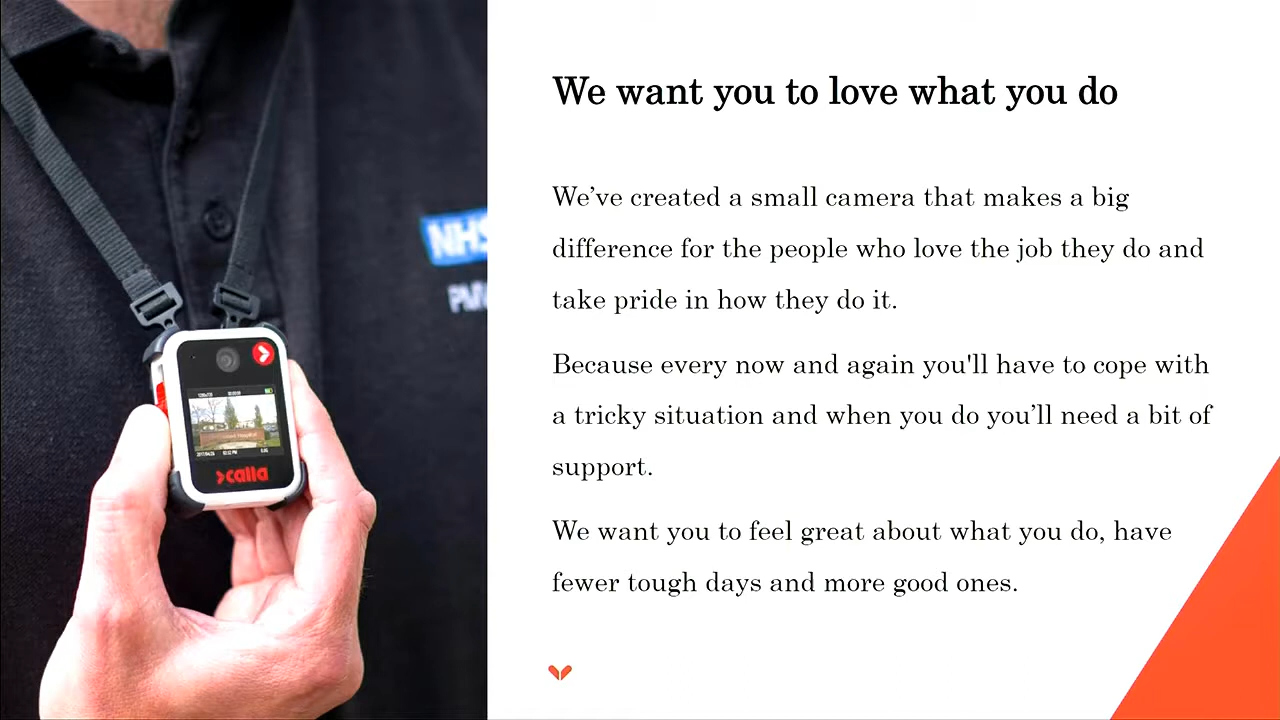 We want you to love what you do
We’ve created a small camera that makes a big
difference for the people who love the job they do and
take pride in how they do it.
Because every now and again you'll have to cope with
a tricky situation and when you do you’ll need a bit of
support.
We want you to feel great about what you do, have
fewer tough days and more good ones.
NHS
calla